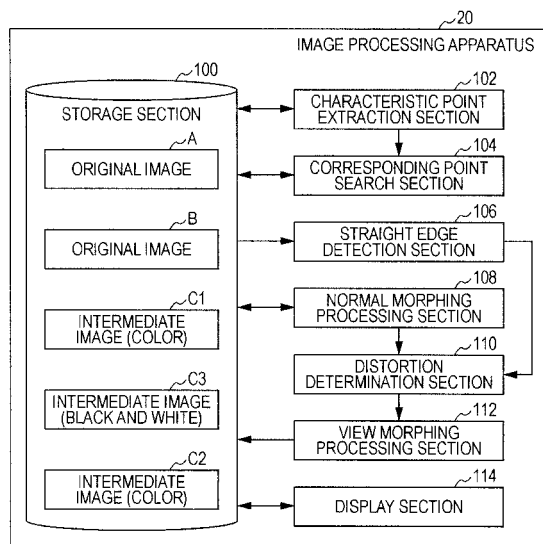 20
IMAGE PROCESSING APPARATUS
100
STORAGE SECTION
A
ORIGINAL IMAGE
B
ORIGINAL IMAGE
C1
INTERMEDIATE
IMAGE (COLOR)
C3
INTERMEDIATE IMAGE
(BLACK AND WHITE)
C2
INTERMEDIATE
IMAGE (COLOR)
102
CHARACTERISTIC POINT
EXTRACTION SECTION
104
CORRESPONDING POINT
SEARCH SECTION
106
STRAIGHT EDGE
DETECTION SECTION
108
NORMAL MORPHING
PROCESSING SECTION
110
DISTORTION
DETERMINATION SECTION
112
VIEW MORPHING
PROCESSING SECTION
114
DISPLAY SECTION